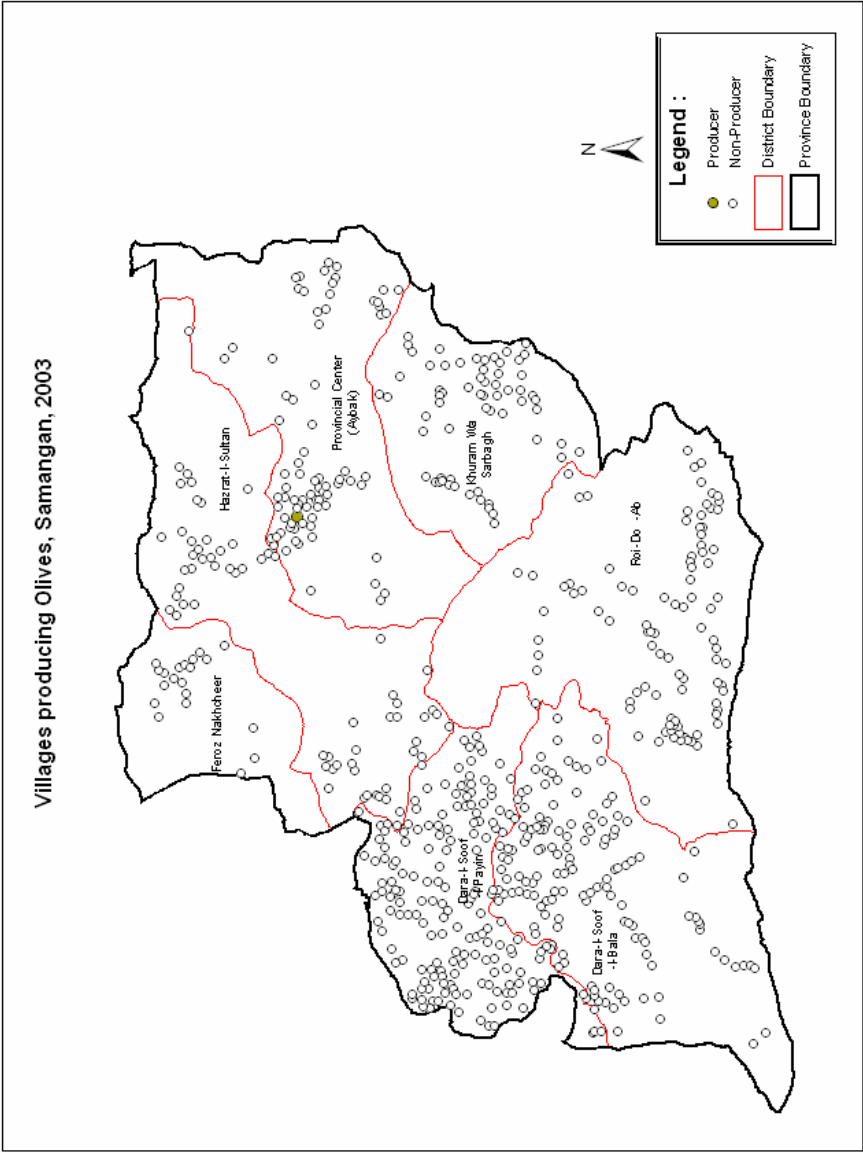 Villages producing Olives, Samangan, 2003
Feroz Nakhcheer
Hazrat-I-Sultan
Provincial Center
(Aybak)
Khuram Wa
Sarbagh
Roi-Do -Ab
Dara-I-Soof
-I-Payin
Dara-I-Soof
-I-Bala
N
Legend :
Producer
Non-Producer
District Boundary
Province Boundary